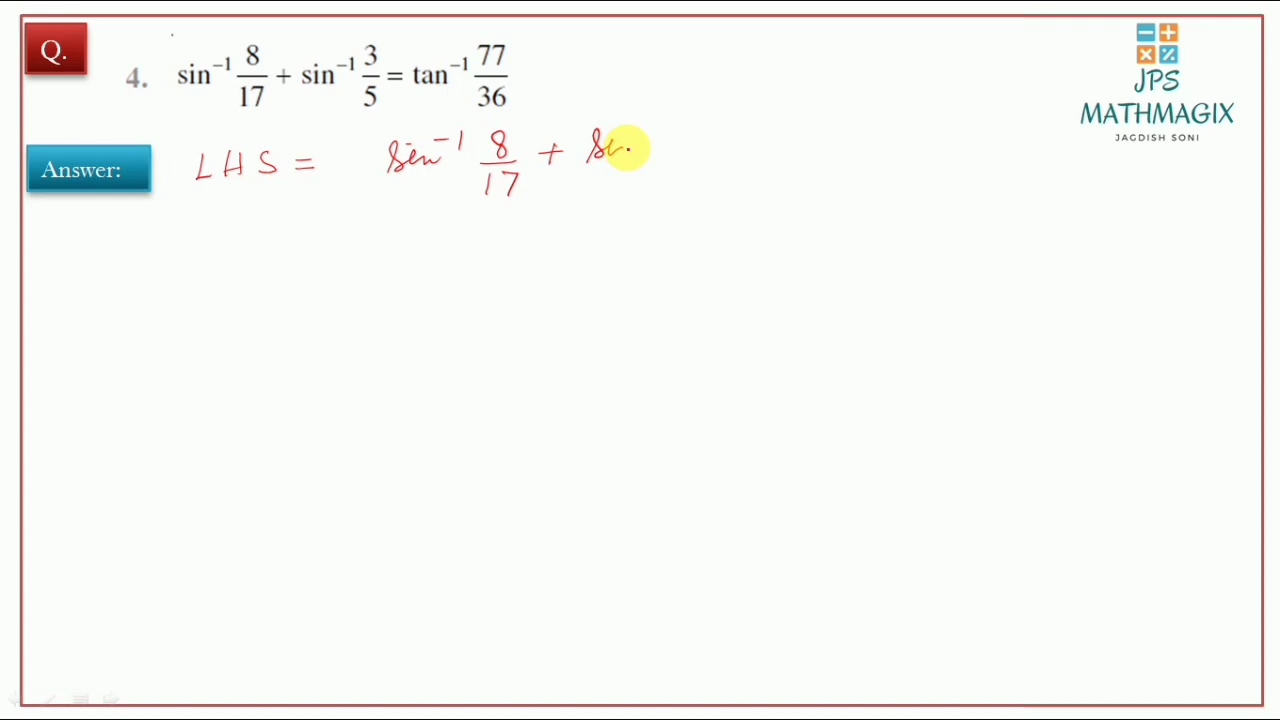 Q.
4. sin⁻¹ 8/17 + sin⁻¹ 3/5 = tan⁻¹ 77/36
JPS
MATHMAGIX
JAGDISH SONI
Answer:
LHS = sin⁻¹ 8/17 +